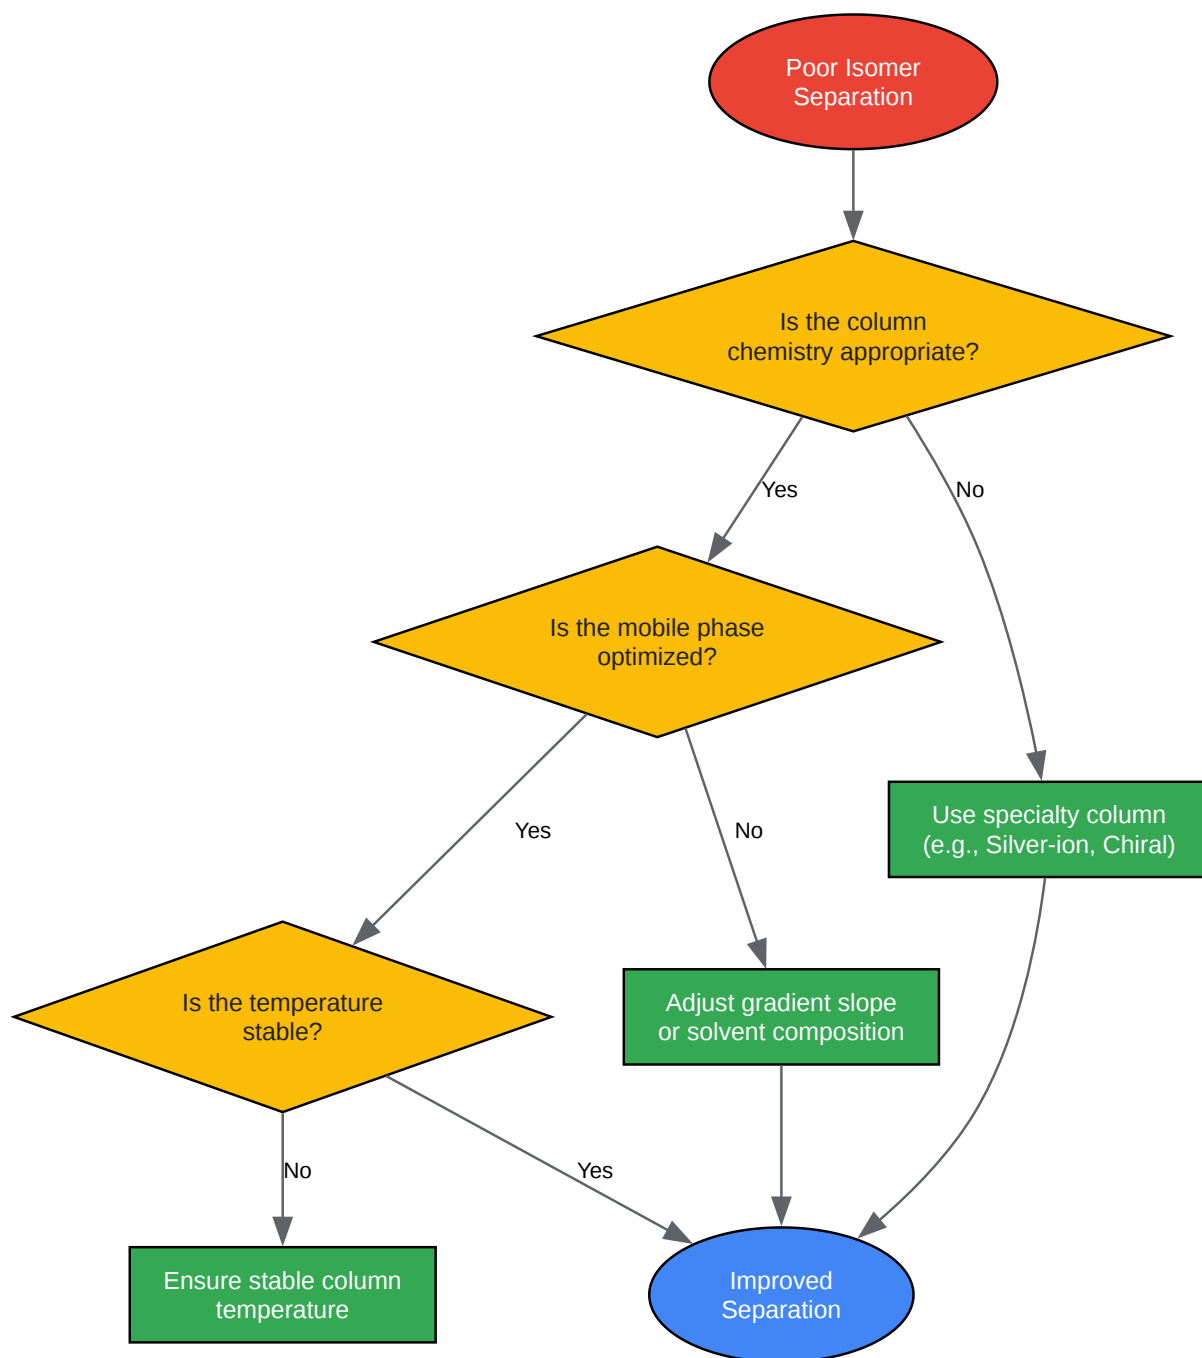 Poor Isomer
Separation
Is the column
chemistry appropriate?
Yes
No
Is the mobile phase
optimized?
Yes
No
Use specialty column
(e.g., Silver-ion, Chiral)
Is the temperature
stable?
Adjust gradient slope
or solvent composition
No
Yes
Ensure stable column
temperature
Improved
Separation